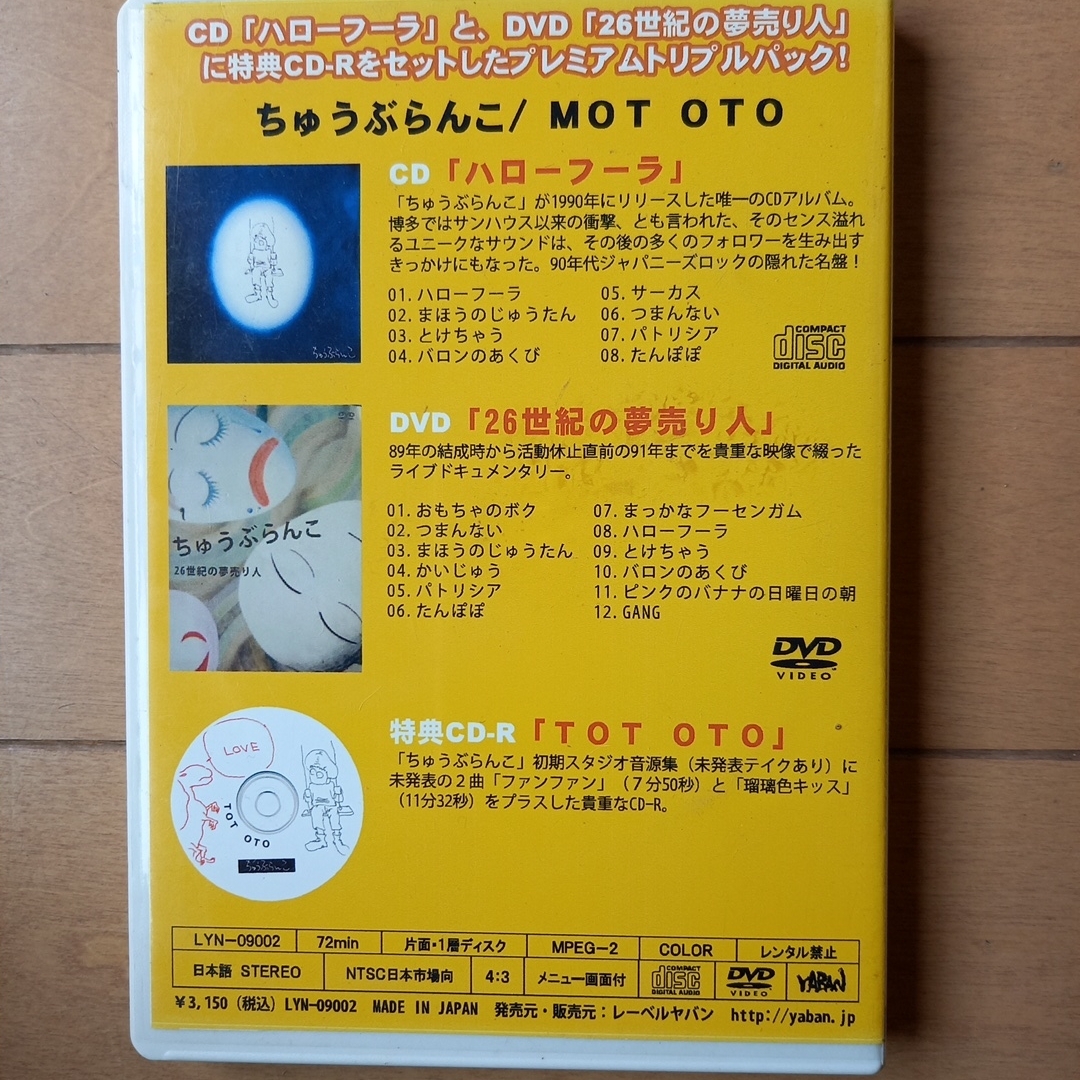 CD「ハローフーラ」と、DVD「26世紀の夢売り人」
に特典CD-Rをセットしたプレミアムトリプルパック!
ちゅうぶらんこ/ MOT OTO
CD「ハローフーラ」
「ちゅうぶらんこ」が1990年にリリースした唯一のCDアルバム。
博多ではサンハウス以来の衝撃、とも言われた、そのセンス溢れ
るユニークなサウンドは、その後の多くのフォロワーを生み出す
きっかけにもなった。90年代ジャパニーズロックの隠れた名盤！
01.ハローフーラ
02.まほうのじゅうたん
03.とけちゃう
04.バロンのあくび
05.サーカス
06.つまんない
07.パトリシア
08.たんぽぽ
COMPACT
disc
DIGITAL AUDIO
ちゅうぶらんこ
DVD「26世紀の夢売り人」
89年の結成時から活動休止直前の91年までを貴重な映像で綴った
ライブドキュメンタリー。
01.おもちゃのボク
02.つまんない
03.まほうのじゅうたん
04.かいじゅう
05.パトリシア
06.たんぽぽ
07.まっかなフーセンガム
08.ハローフーラ
09.とけちゃう
10.バロンのあくび
11.ピンクのバナナの日曜日の朝
12.GANG
DVD
ちゅうぶらんこ
26世紀の夢売り人
DVD
VIDEO
特典CD-R「TOT OTO」
「ちゅうぶらんこ」初期スタジオ音源集（未発表テイクあり）に
未発表の２曲「ファンファン」（７分50秒）と「瑠璃色キッス」
（11分32秒）をプラスした貴重なCD-R。
LOVE
TOT OTO
ちゅうぶらんこ
LYN-09002 72min 片面・1層ディスク MPEG-2 COLOR レンタル禁止
日本語 STEREO NTSC日本市場向 4:3 メニュー画面付 COMPACT disc DIGITAL AUDIO DVD VIDEO YABAN
￥3,150（税込）LYN-09002 MADE IN JAPAN 発売元・販売元：レーベルヤバン http://yaban.jp